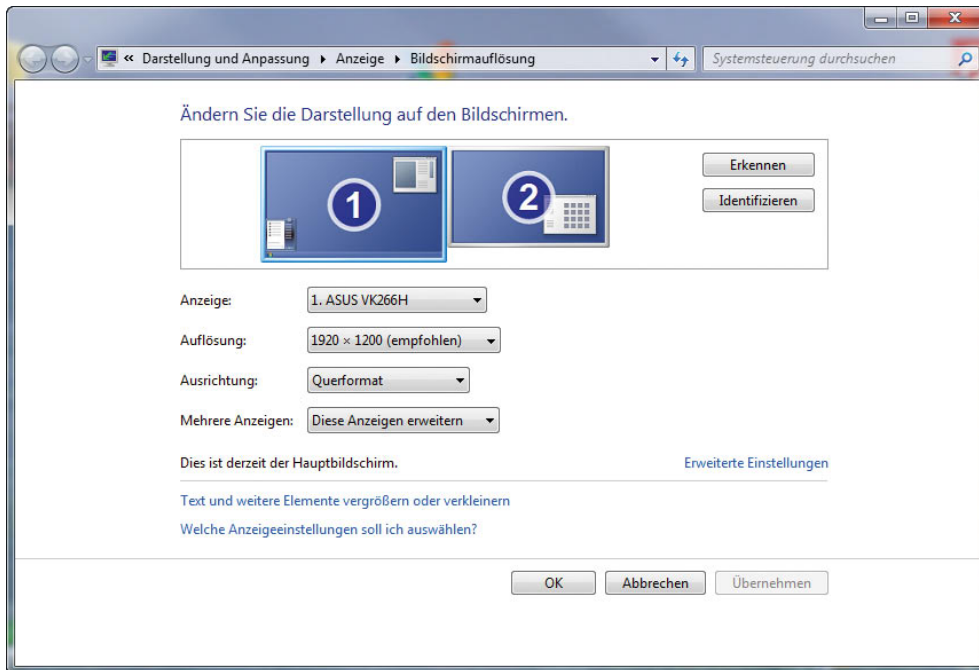 « Darstellung und Anpassung ▸ Anzeige ▸ Bildschirmauflösung Systemsteuerung durchsuchen
Ändern Sie die Darstellung auf den Bildschirmen.
1 2
Erkennen
Identifizieren
Anzeige: 1. ASUS VK266H
Auflösung: 1920 × 1200 (empfohlen)
Ausrichtung: Querformat
Mehrere Anzeigen: Diese Anzeigen erweitern
Dies ist derzeit der Hauptbildschirm. Erweiterte Einstellungen
Text und weitere Elemente vergrößern oder verkleinern
Welche Anzeigeeinstellungen soll ich auswählen?
OK Abbrechen Übernehmen